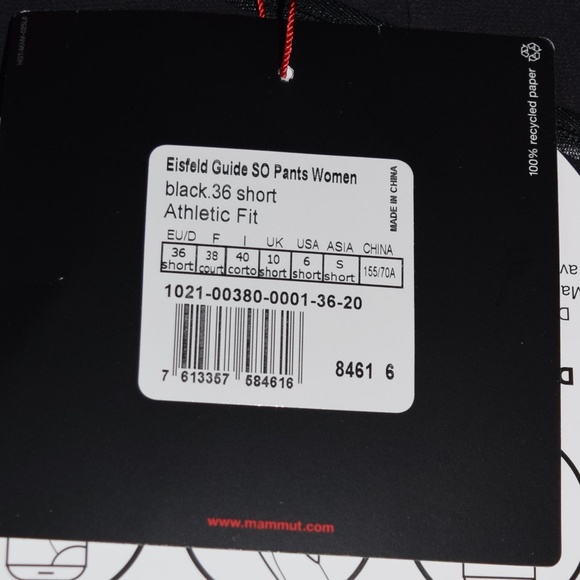 100% recycled paper
Eisfeld Guide SO Pants Women
black.36 short
Athletic Fit
MADE IN CHINA
EU/D F I UK USA ASIA CHINA
36 38 40 10 6 S 155/70A
short court corto short short short
1021-00380-0001-36-20
7 613357 584616
8461 6
www.mammut.com